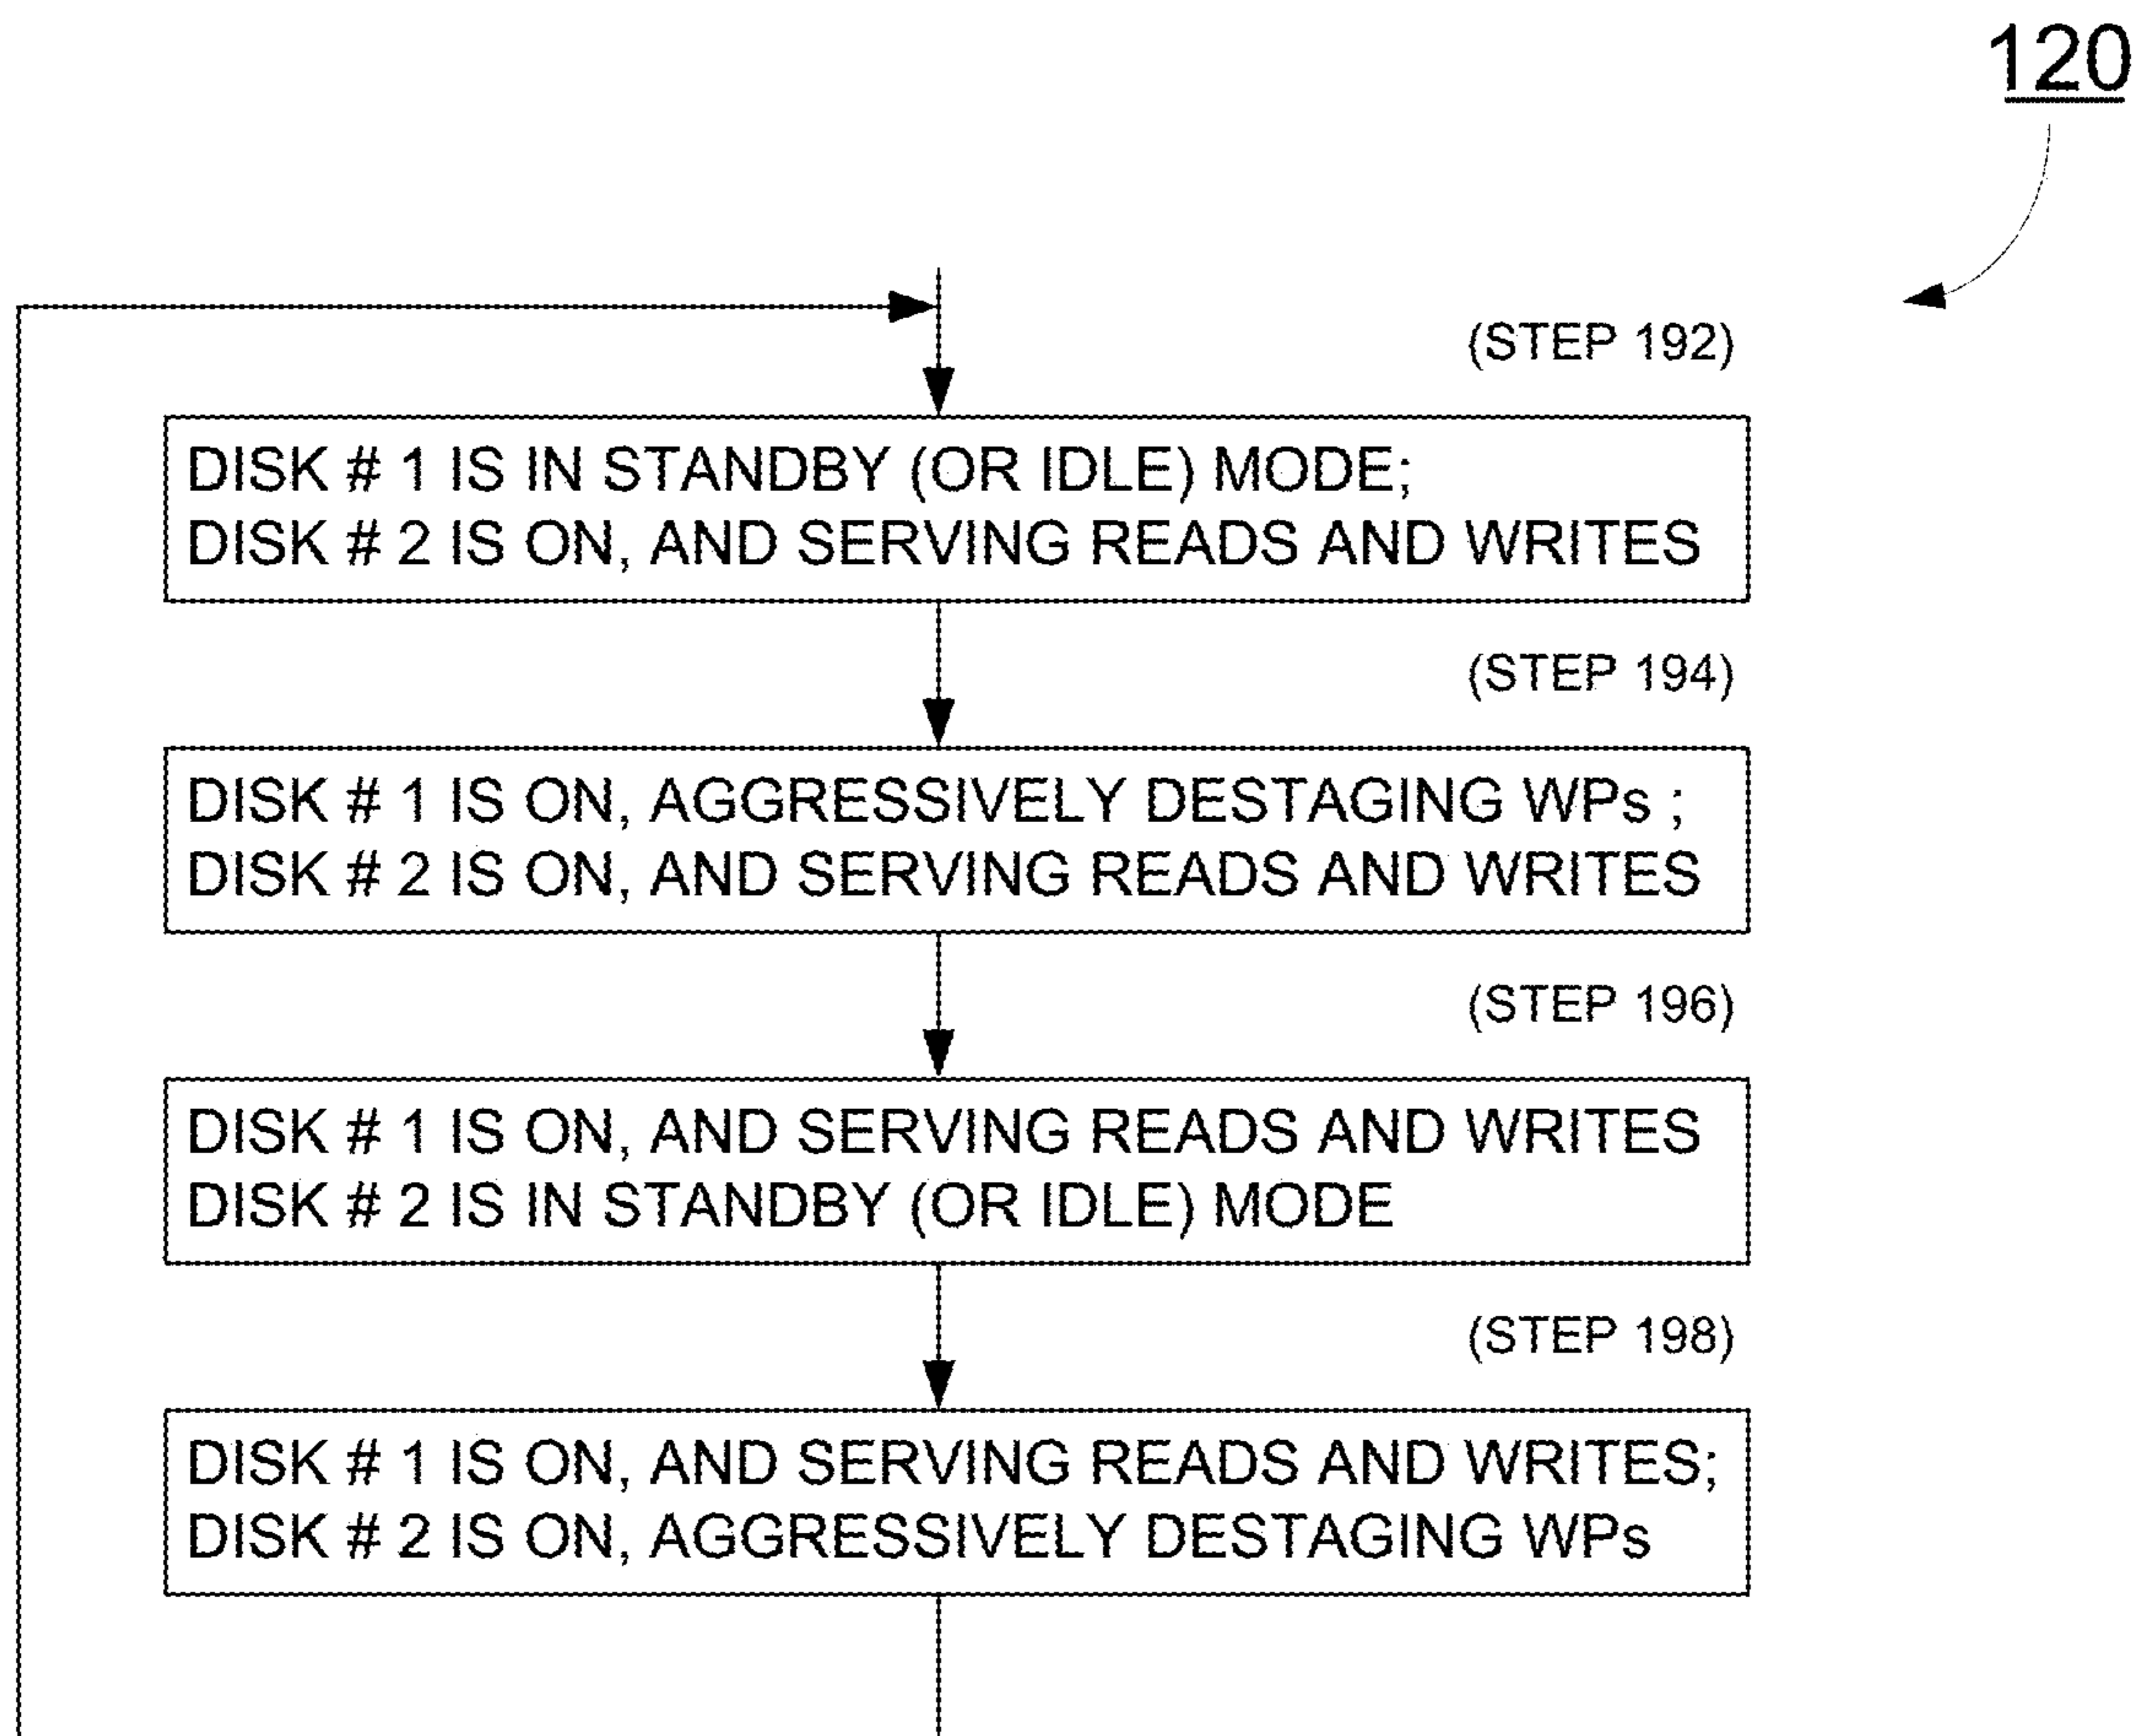 120
(STEP 192)
DISK # 1 IS IN STANDBY (OR IDLE) MODE;
DISK # 2 IS ON, AND SERVING READS AND WRITES
(STEP 194)
DISK # 1 IS ON, AGGRESSIVELY DESTAGING WPs ;
DISK # 2 IS ON, AND SERVING READS AND WRITES
(STEP 196)
DISK # 1 IS ON, AND SERVING READS AND WRITES
DISK # 2 IS IN STANDBY (OR IDLE) MODE
(STEP 198)
DISK # 1 IS ON, AND SERVING READS AND WRITES;
DISK # 2 IS ON, AGGRESSIVELY DESTAGING WPs